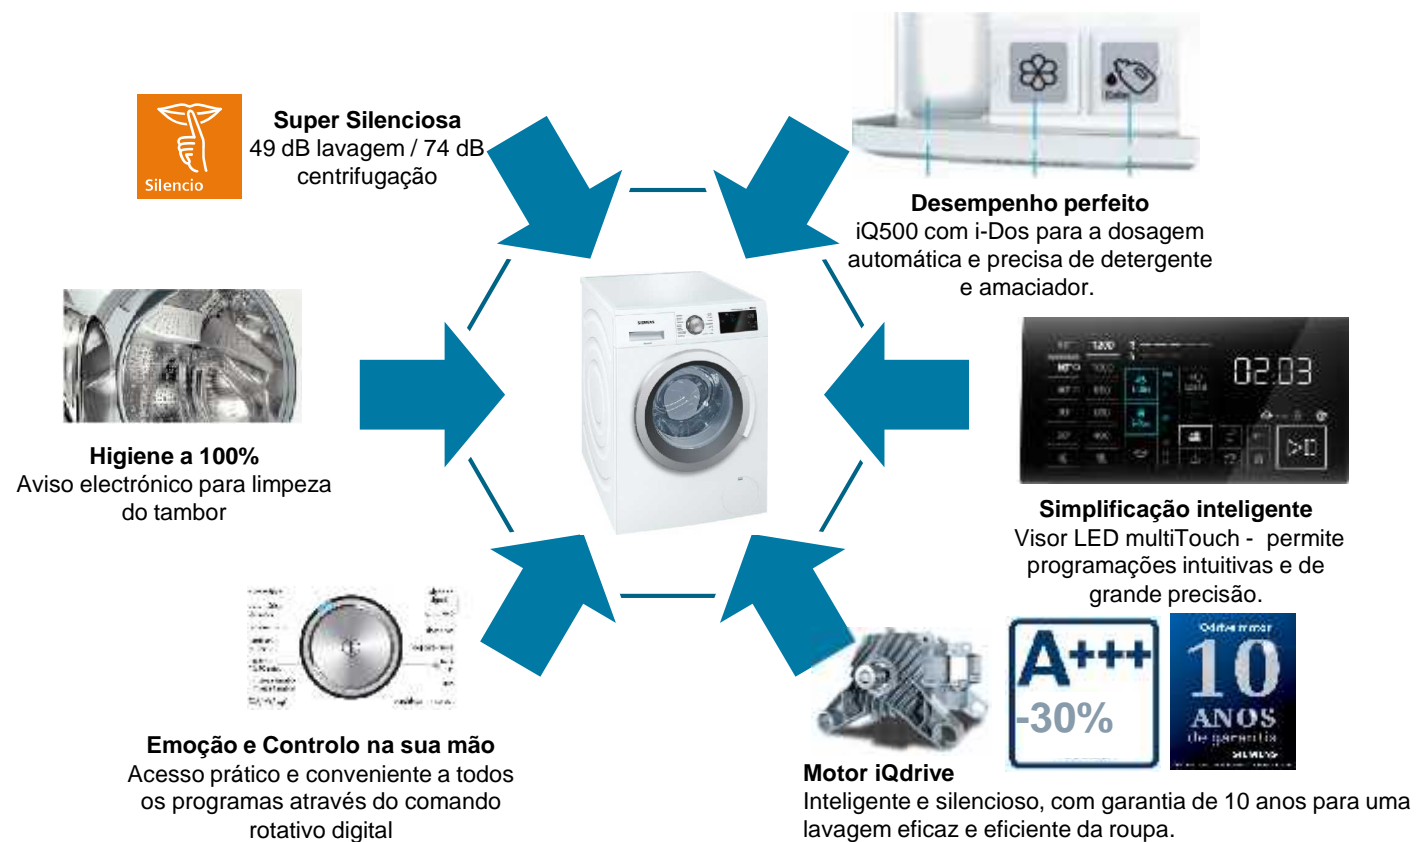 Silencio
Super Silenciosa
49 dB lavagem / 74 dB
centrifugação
Desempenho perfeito
iQ500 com i-Dos para a dosagem
automática e precisa de detergente
e amaciador.
SIEMENS
Higiene a 100%
Aviso electrónico para limpeza
do tambor
1200
02:03
Simplificação inteligente
Visor LED multiTouch - permite
programações intuitivas e de
grande precisão.
Emoção e Controlo na sua mão
Acesso prático e conveniente a todos
os programas através do comando
rotativo digital
A+++
-30%
10
ANOS
de garantia
SIEMENS
Motor iQdrive
Inteligente e silencioso, com garantia de 10 anos para uma
lavagem eficaz e eficiente da roupa.